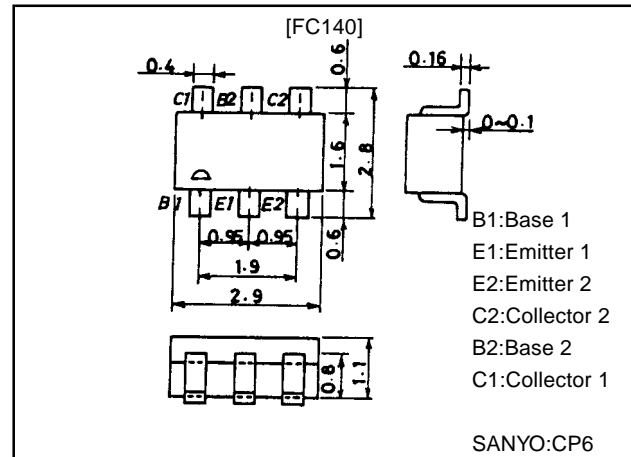 [FC140]
0.4
0.6
0.16
C1 B2 C2
0~0.1
1.6
2.8
B1 E1 E2
0.6
0.95 0.95
1.9
2.9
B1:Base 1
E1:Emitter 1
E2:Emitter 2
C2:Collector 2
B2:Base 2
C1:Collector 1
0.8
1.1
SANYO:CP6